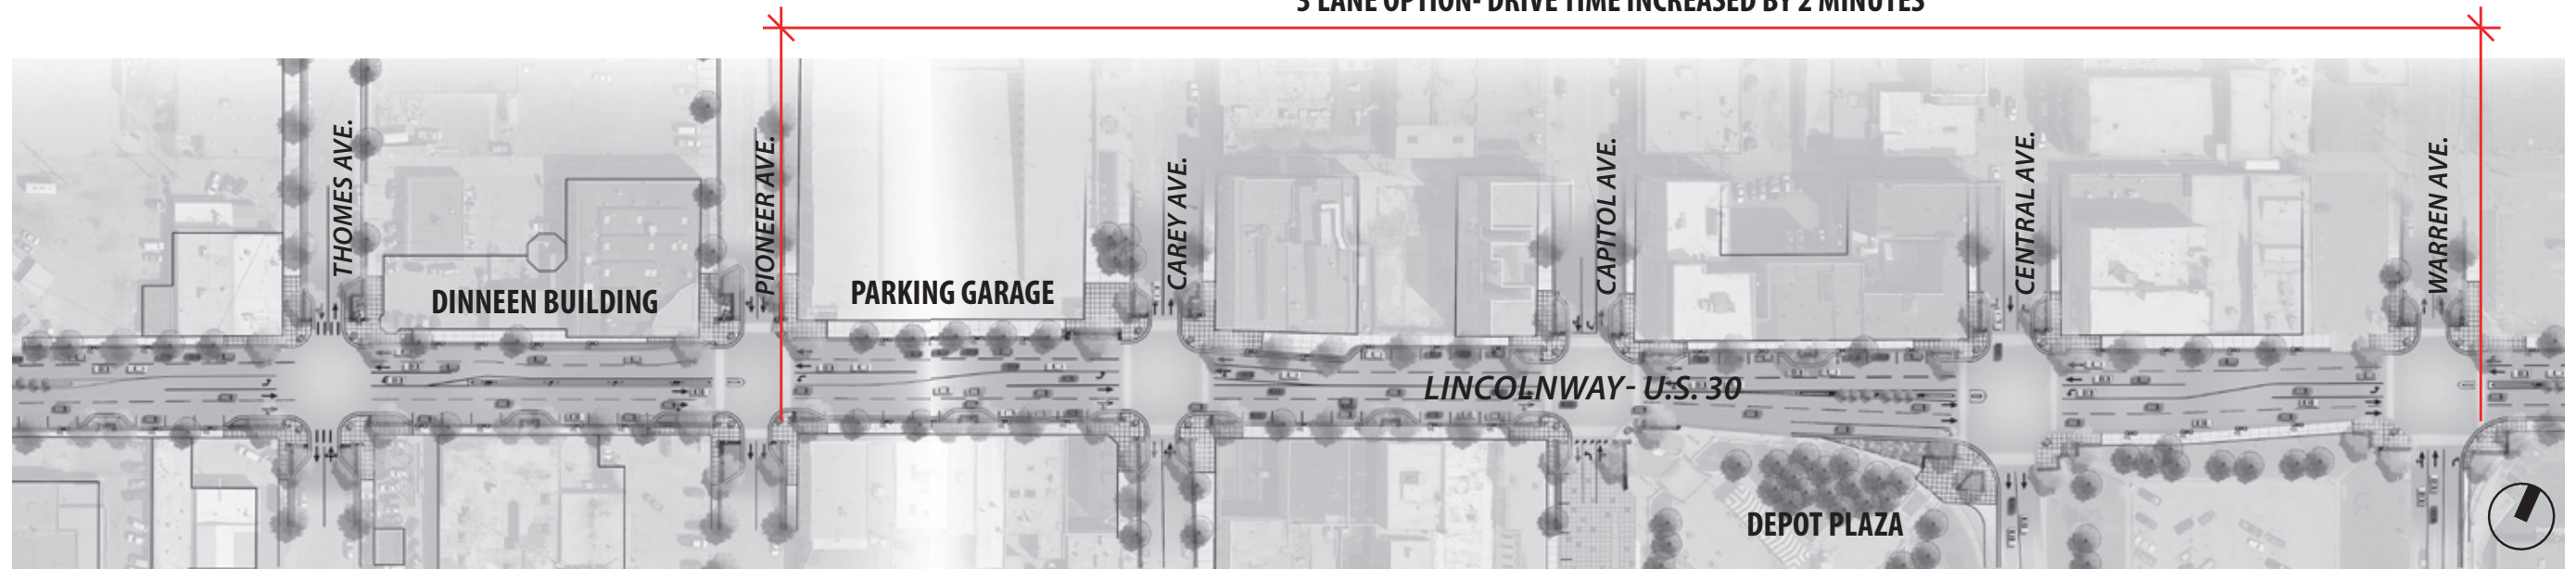 LANE OPTION- DRIVE TIME INCREASED BY 2 MINUTES
THOMES AVE.
PIONEER AVE.
CAREY AVE.
CAPITOL AVE.
CENTRAL AVE.
WARREN AVE.
DINNEEN BUILDING
PARKING GARAGE
LINCOLNWAY- U.S. 30
DEPOT PLAZA